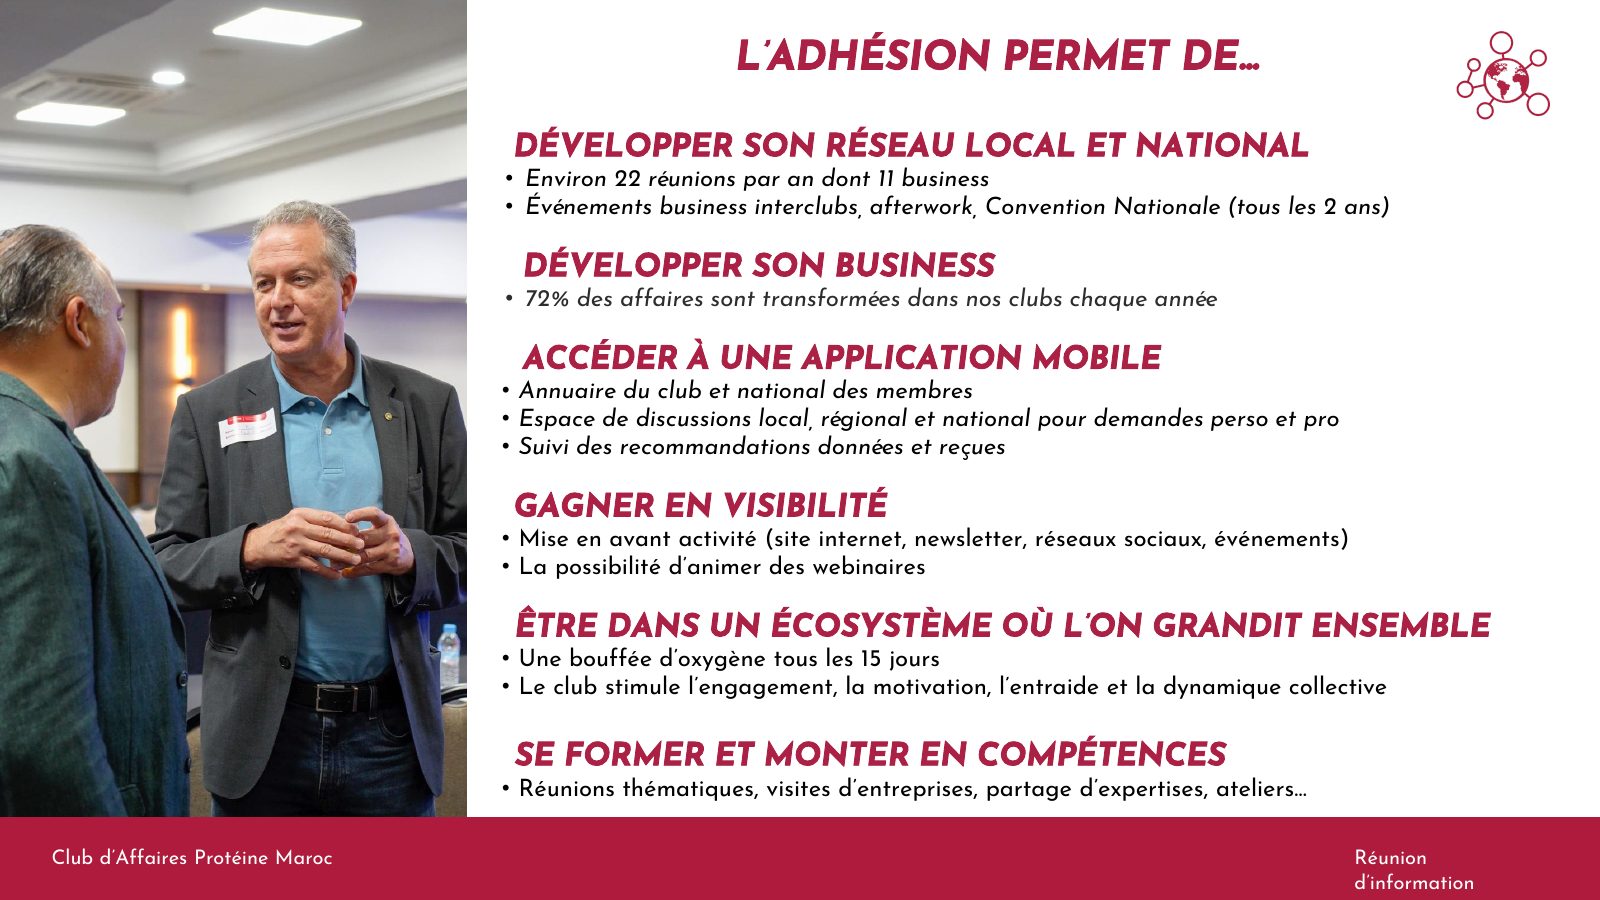 L'ADHÉSION PERMET DE...
DÉVELOPPER SON RÉSEAU LOCAL ET NATIONAL
• Environ 22 réunions par an dont 11 business
• Événements business interclubs, afterwork, Convention Nationale (tous les 2 ans)
DÉVELOPPER SON BUSINESS
• 72% des affaires sont transformées dans nos clubs chaque année
ACCÉDER À UNE APPLICATION MOBILE
• Annuaire du club et national des membres
• Espace de discussions local, régional et national pour demandes perso et pro
• Suivi des recommandations données et reçues
GAGNER EN VISIBILITÉ
• Mise en avant activité (site internet, newsletter, réseaux sociaux, événements)
• La possibilité d'animer des webinaires
ÊTRE DANS UN ÉCOSYSTÈME OÙ L'ON GRANDIT ENSEMBLE
• Une bouffée d'oxygène tous les 15 jours
• Le club stimule l'engagement, la motivation, l'entraide et la dynamique collective
SE FORMER ET MONTER EN COMPÉTENCES
• Réunions thématiques, visites d'entreprises, partage d'expertises, ateliers...
Club d'Affaires Protéine Maroc
Réunion
d'information